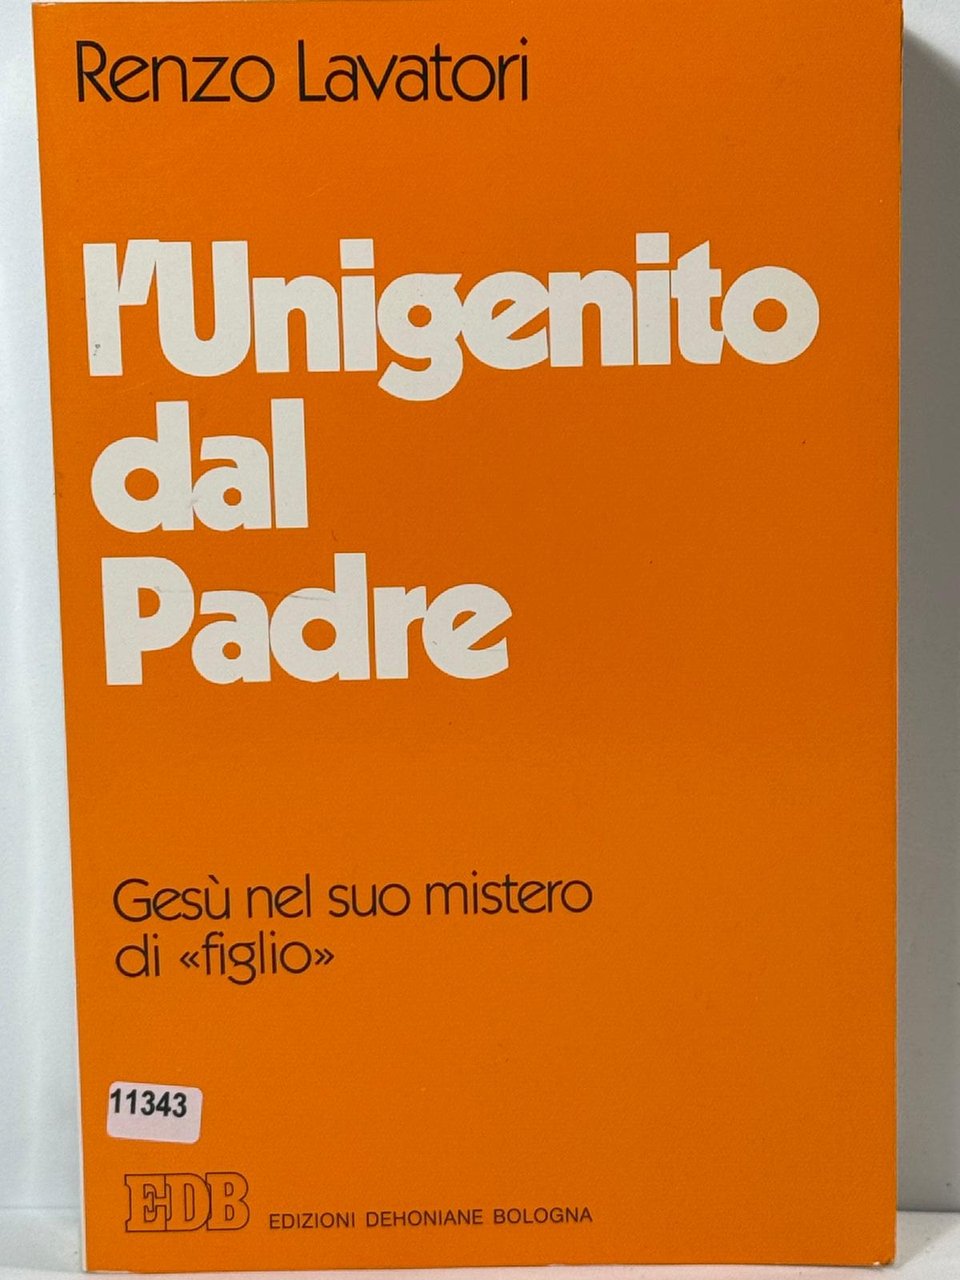 Renzo Lavatori
l'Unigenito
dal
Padre
Gesù nel suo mistero
di «figlio»
11343
EDB EDIZIONI DEHONIANE BOLOGNA